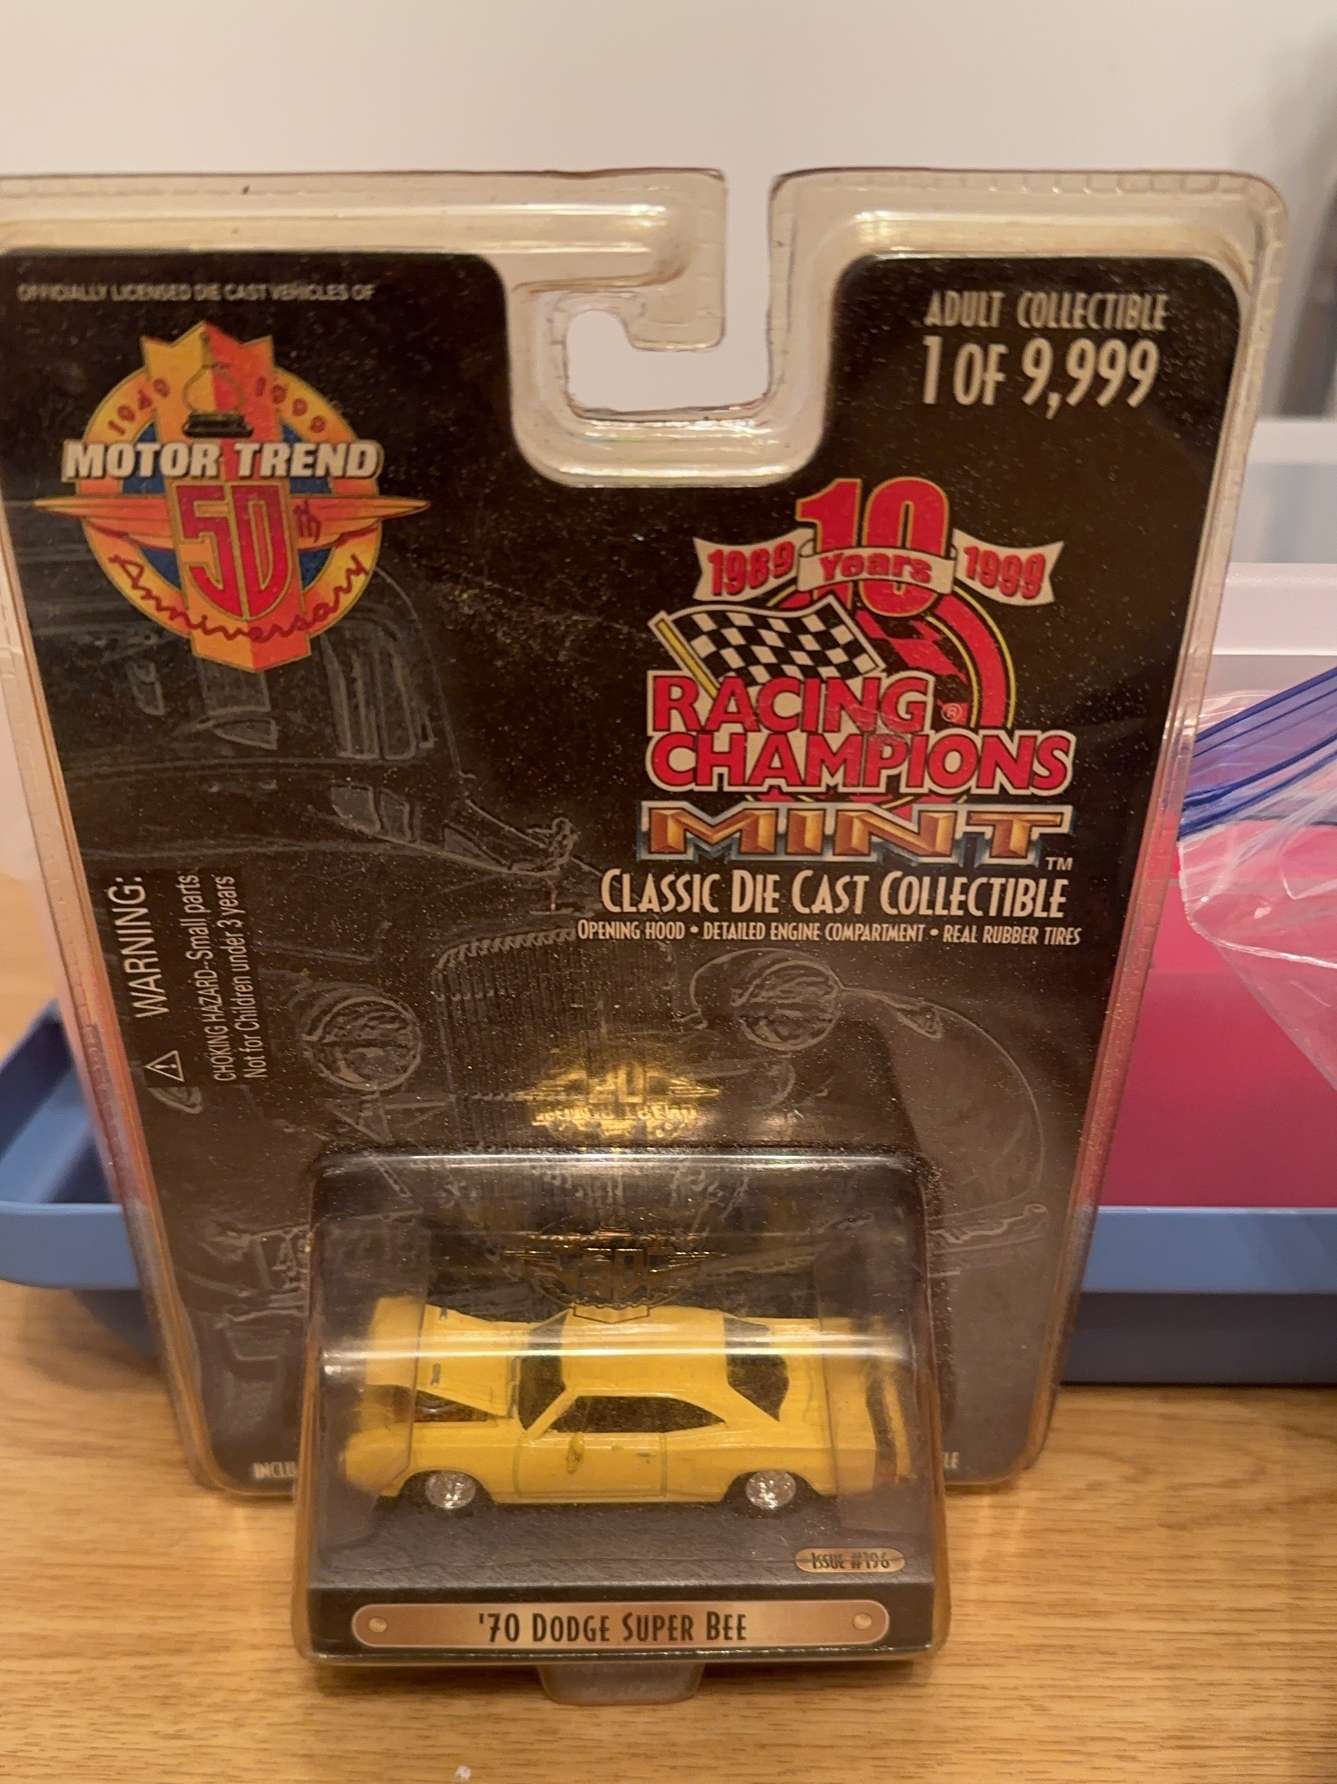 OFFICIALLY LICENSED DIE CAST VEHICLES OF
1949 1999
MOTOR TREND
50th
Anniversary
ADULT COLLECTIBLE
1 OF 9,999
10
1989 Years 1999
RACING ®
CHAMPIONS
MINT ™
CLASSIC DIE CAST COLLECTIBLE
OPENING HOOD • DETAILED ENGINE COMPARTMENT • REAL RUBBER TIRES
WARNING:
CHOKING HAZARD--Small parts
Not for Children under 3 years
ISSUE #196
'70 DODGE SUPER BEE